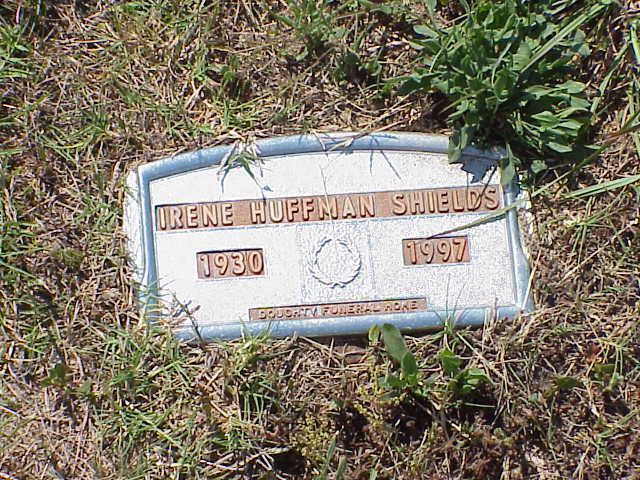 IRENE HUFFMAN SHIELDS
1930
1997
DOUGHTY FUNERAL HOME